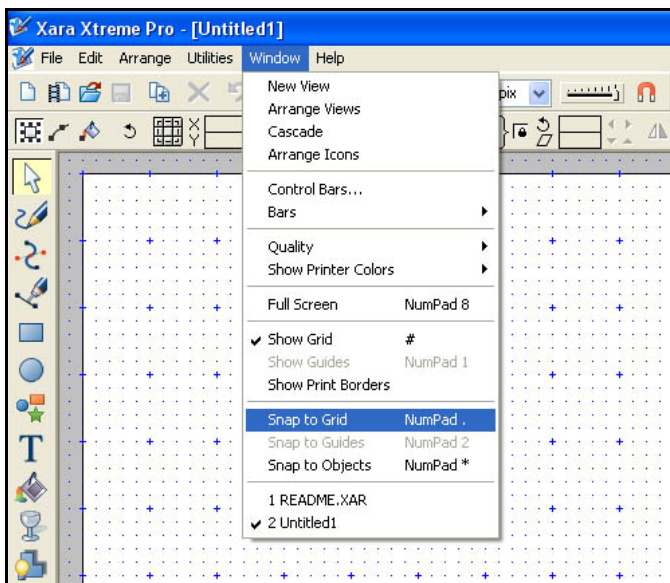 Xara Xtreme Pro - [Untitled1]
File Edit Arrange Utilities Window Help
pix
X
Y
New View
Arrange Views
Cascade
Arrange Icons
Control Bars...
Bars
Quality
Show Printer Colors
Full Screen NumPad 8
Show Grid #
Show Guides NumPad 1
Show Print Borders
Snap to Grid NumPad .
Snap to Guides NumPad 2
Snap to Objects NumPad *
1 README.XAR
2 Untitled1
T